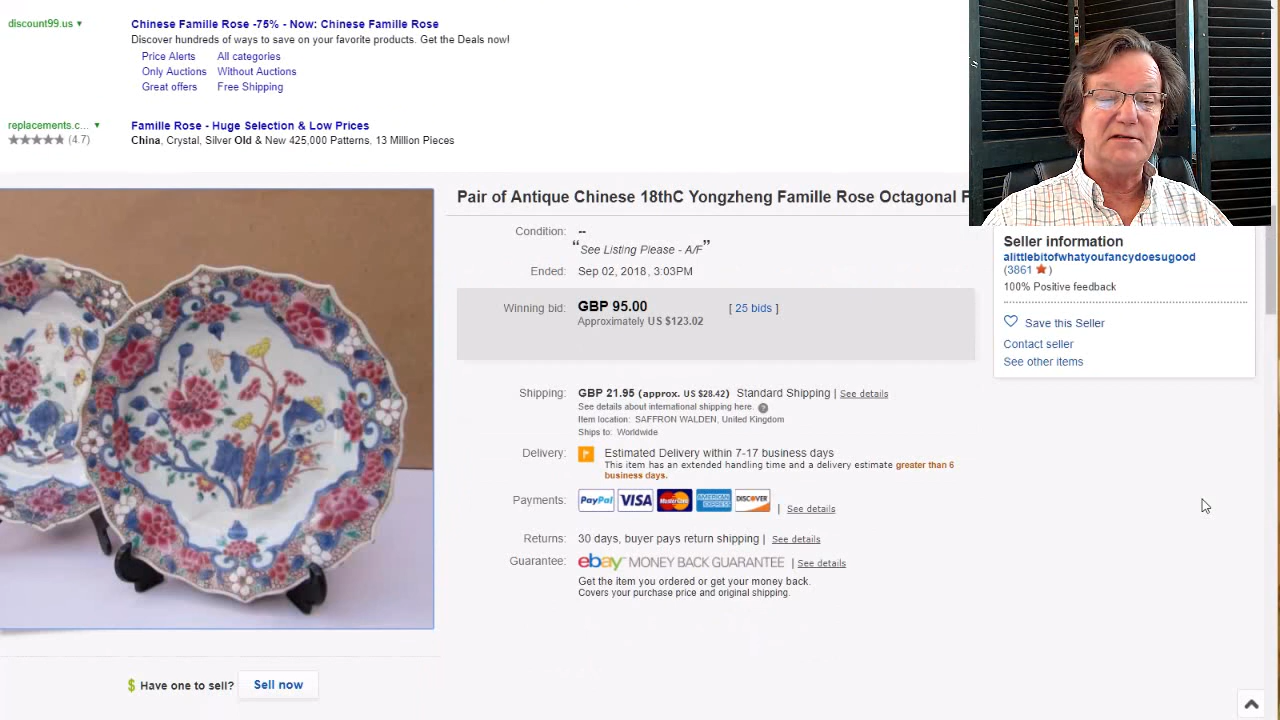 discount99.us ▾
Chinese Famille Rose -75% - Now: Chinese Famille Rose
Discover hundreds of ways to save on your favorite products. Get the Deals now!
Price Alerts All categories
Only Auctions Without Auctions
Great offers Free Shipping
replacements.c... ▾
Famille Rose - Huge Selection & Low Prices
★★★★★ (4.7)
China, Crystal, Silver Old & New 425,000 Patterns. 13 Million Pieces
Pair of Antique Chinese 18thC Yongzheng Famille Rose Octagonal F
Condition: --
“See Listing Please - A/F”
Ended: Sep 02, 2018, 3:03PM
Winning bid: GBP 95.00 [ 25 bids ]
Approximately US $123.02
Shipping: GBP 21.95 (approx. US $28.42) Standard Shipping | See details
See details about international shipping here. ?
Item location: SAFFRON WALDEN, United Kingdom
Ships to: Worldwide
Delivery: Estimated Delivery within 7-17 business days
This item has an extended handling time and a delivery estimate greater than 6
business days.
Payments: PayPal VISA MasterCard AMERICAN EXPRESS DISCOVER | See details
Returns: 30 days, buyer pays return shipping | See details
Guarantee: ebay MONEY BACK GUARANTEE | See details
Get the item you ordered or get your money back.
Covers your purchase price and original shipping.
Seller information
alittlebitofwhatyoufancydoesugood
(3861 ★ )
100% Positive feedback
Save this Seller
Contact seller
See other items
$ Have one to sell? Sell now